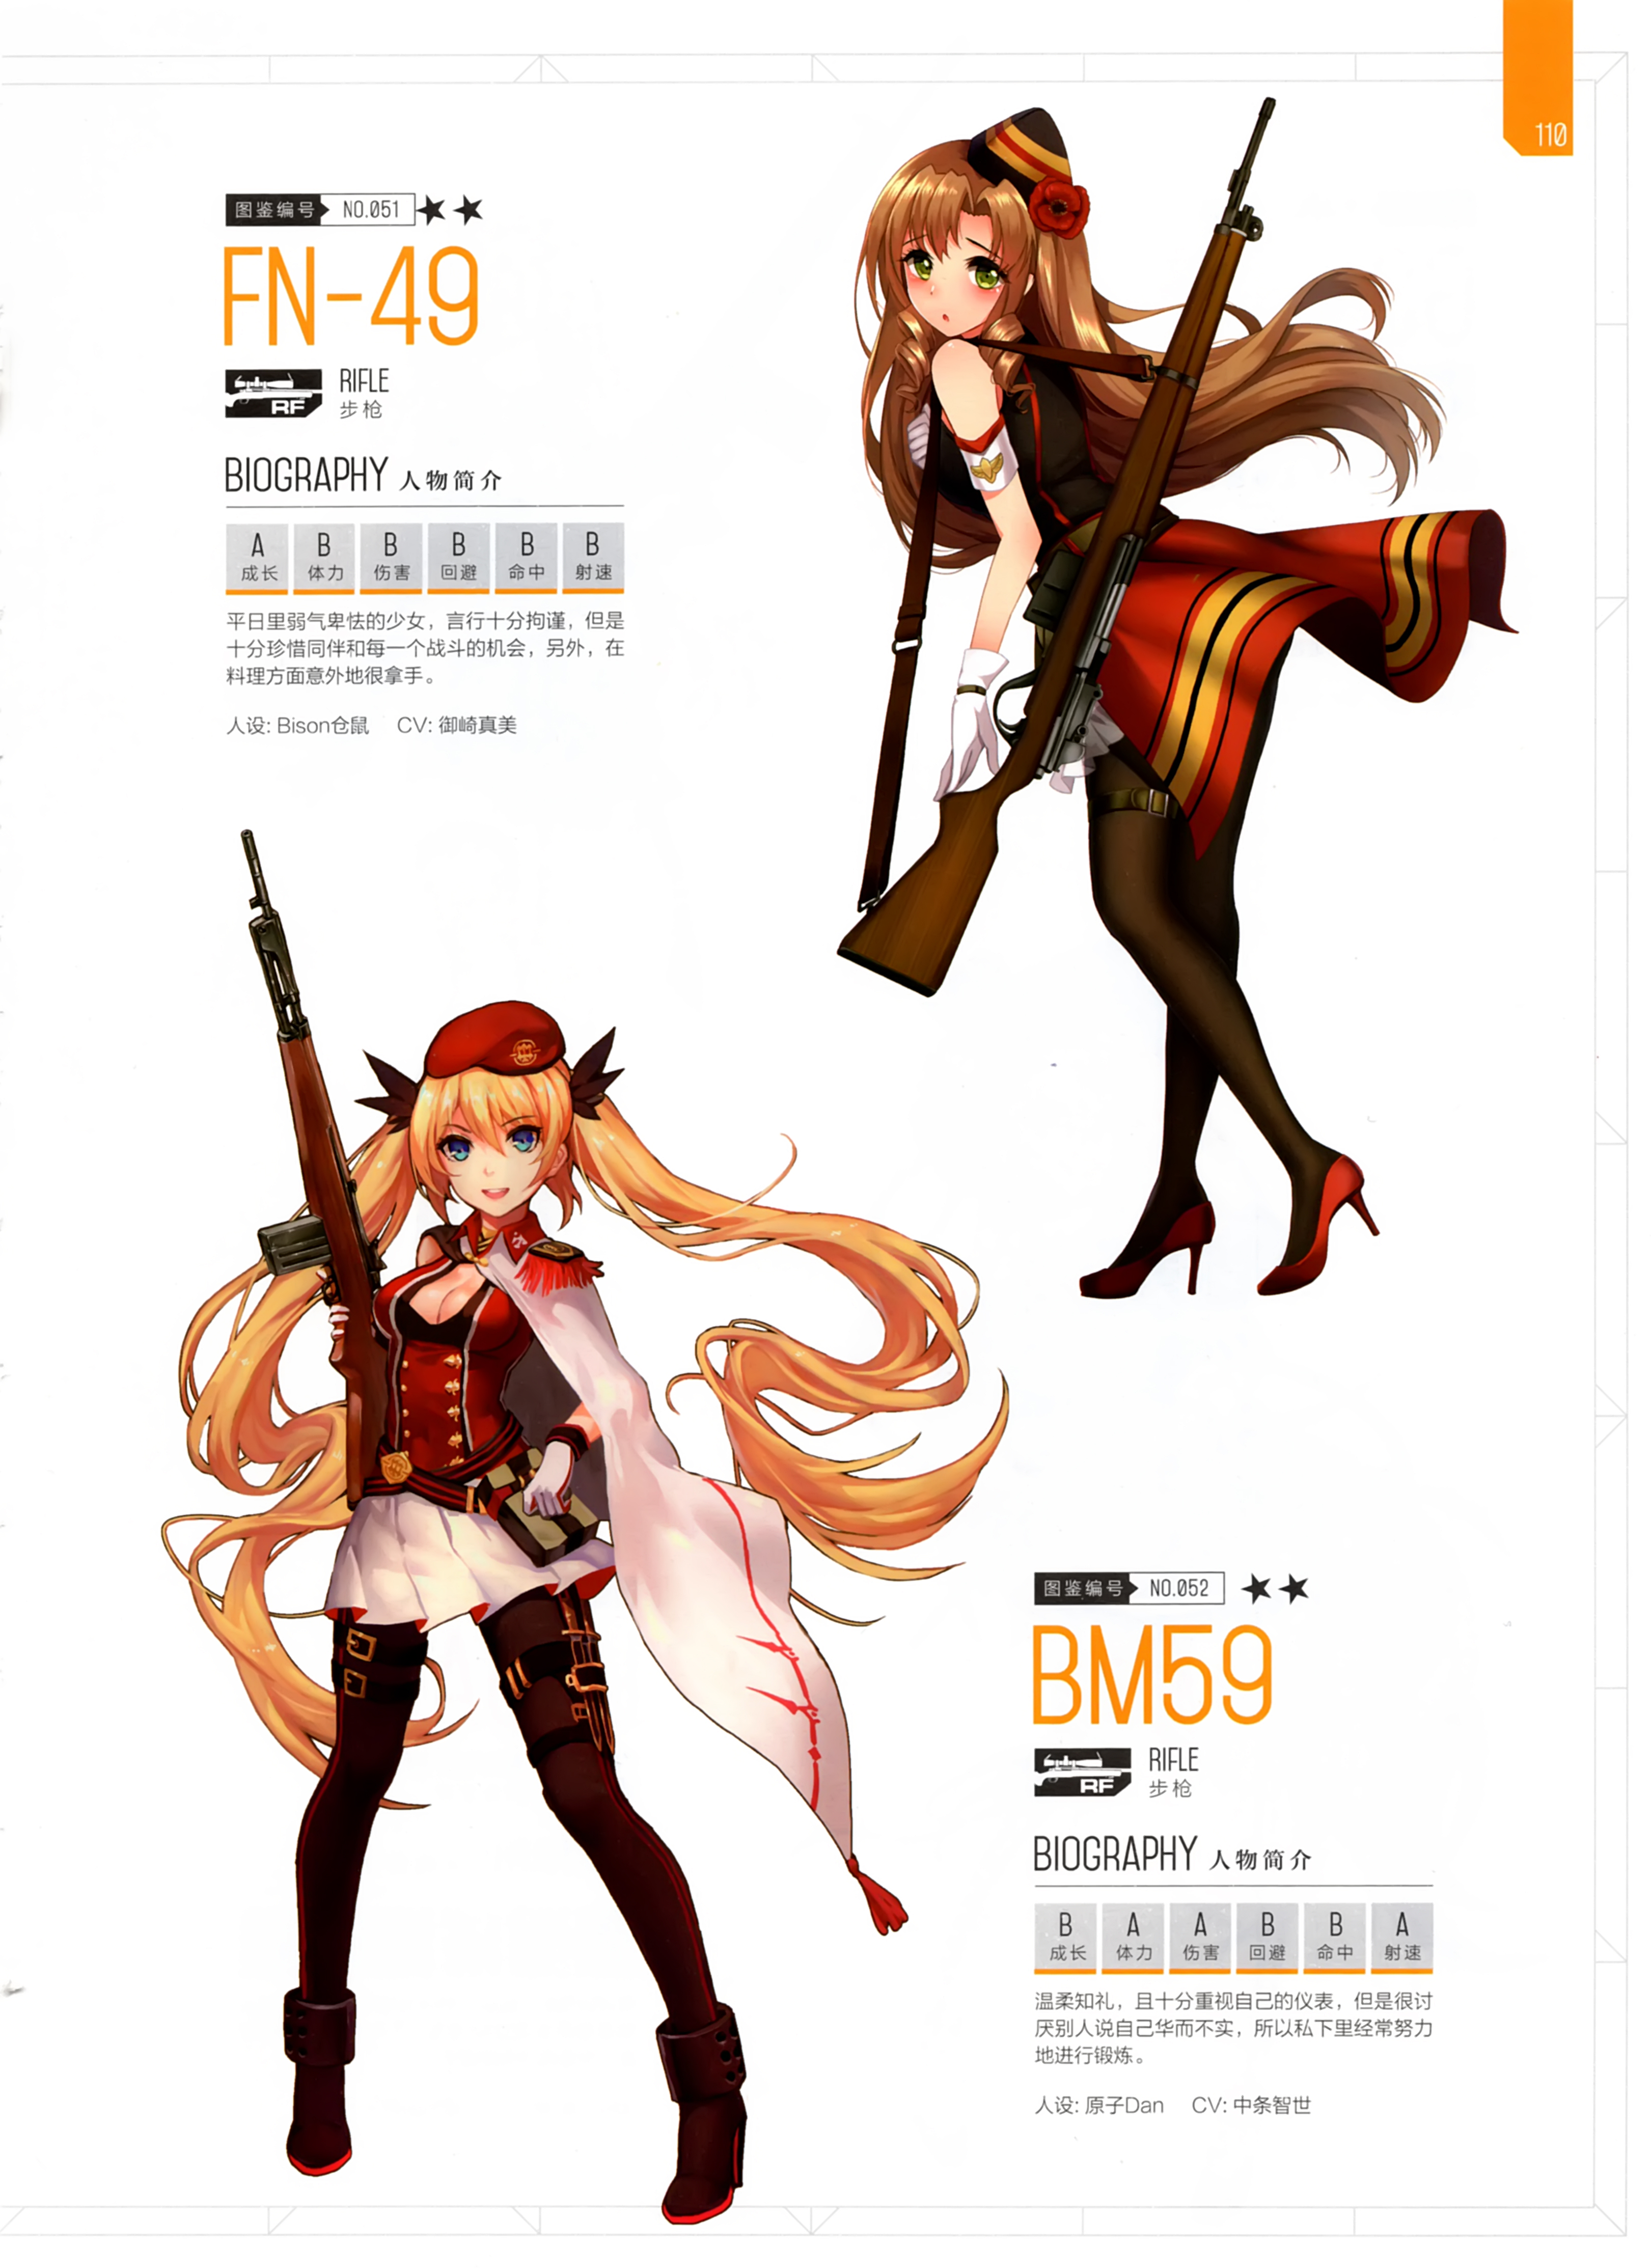 110
图鉴编号 NO.051
FN-49
RF
RIFLE
步枪
BIOGRAPHY 人物简介
A B B B B B
成长 体力 伤害 回避 命中 射速
平日里弱气卑怯的少女，言行十分拘谨，但是
十分珍惜同伴和每一个战斗的机会，另外，在
料理方面意外地很拿手。
人设: Bison仓鼠 CV: 御崎真美
图鉴编号 NO.052
BM59
RF
RIFLE
步枪
BIOGRAPHY 人物简介
B A A B B A
成长 体力 伤害 回避 命中 射速
温柔知礼，且十分重视自己的仪表，但是很讨
厌别人说自己华而不实，所以私下里经常努力
地进行锻炼。
人设: 原子Dan CV: 中条智世